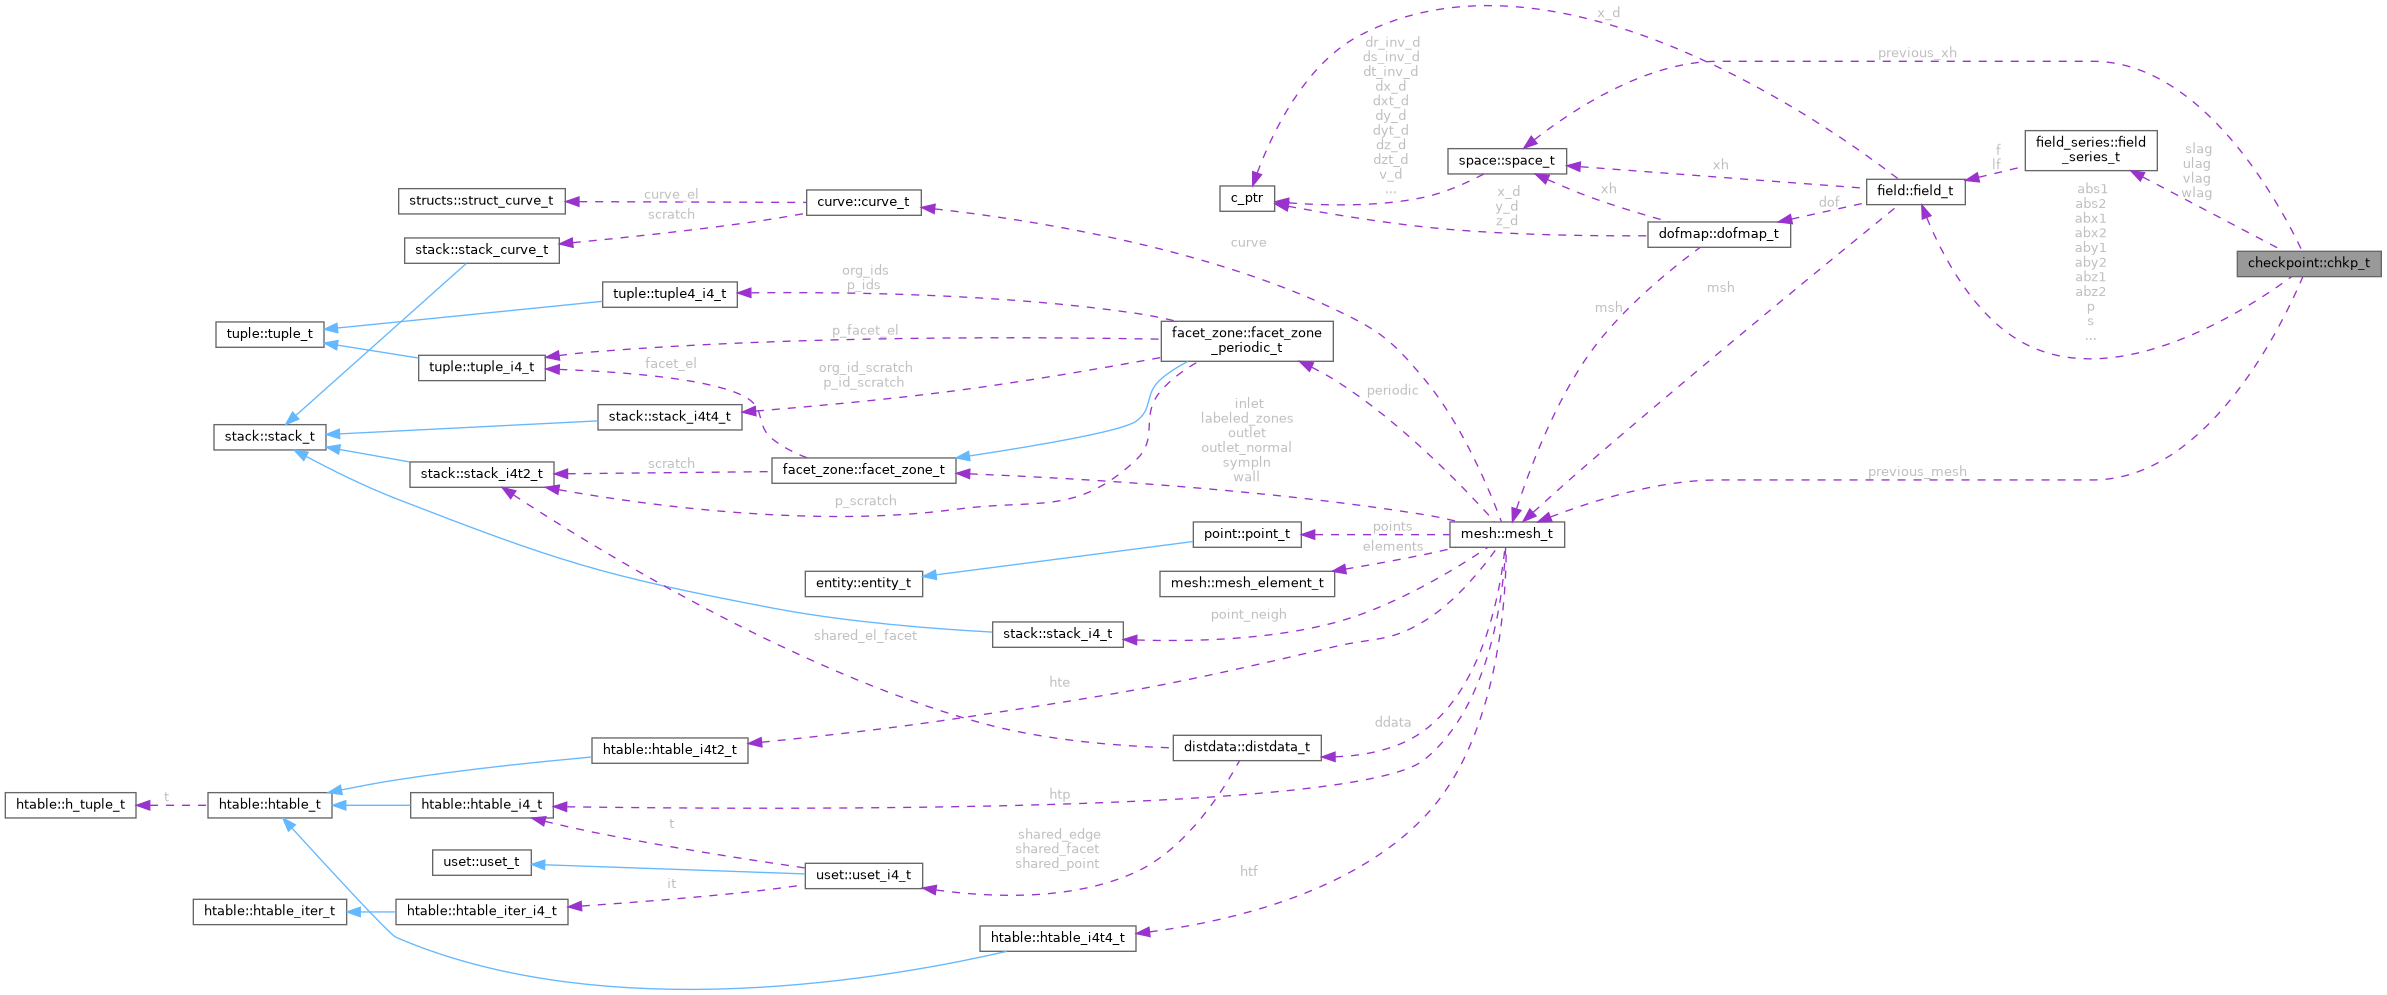 x_d
previous_xh
dr_inv_d
ds_inv_d
dt_inv_d
dx_d
dxt_d
dy_d
dyt_d
dz_d
dzt_d
v_d
...
space::space_t
xh
field_series::field
_series_t
f
lf
slag
ulag
vlag
wlag
structs::struct_curve_t
curve_el
scratch
curve::curve_t
c_ptr
x_d
y_d
z_d
xh
dof
field::field_t
abs1
abs2
abx1
abx2
aby1
aby2
abz1
abz2
p
s
...
stack::stack_curve_t
curve
dofmap::dofmap_t
checkpoint::chkp_t
org_ids
p_ids
tuple::tuple4_i4_t
msh
msh
tuple::tuple_t
p_facet_el
facet_zone::facet_zone
_periodic_t
tuple::tuple_i4_t
facet_el
org_id_scratch
p_id_scratch
periodic
stack::stack_i4t4_t
inlet
labeled_zones
outlet
outlet_normal
sympln
wall
stack::stack_t
stack::stack_i4t2_t
scratch
facet_zone::facet_zone_t
previous_mesh
p_scratch
point::point_t
points
mesh::mesh_t
elements
entity::entity_t
mesh::mesh_element_t
point_neigh
shared_el_facet
stack::stack_i4_t
hte
ddata
htable::htable_i4t2_t
distdata::distdata_t
htable::h_tuple_t
t
htable::htable_t
htable::htable_i4_t
htp
t
shared_edge
shared_facet
shared_point
uset::uset_t
uset::uset_i4_t
htf
it
htable::htable_iter_t
htable::htable_iter_i4_t
htable::htable_i4t4_t